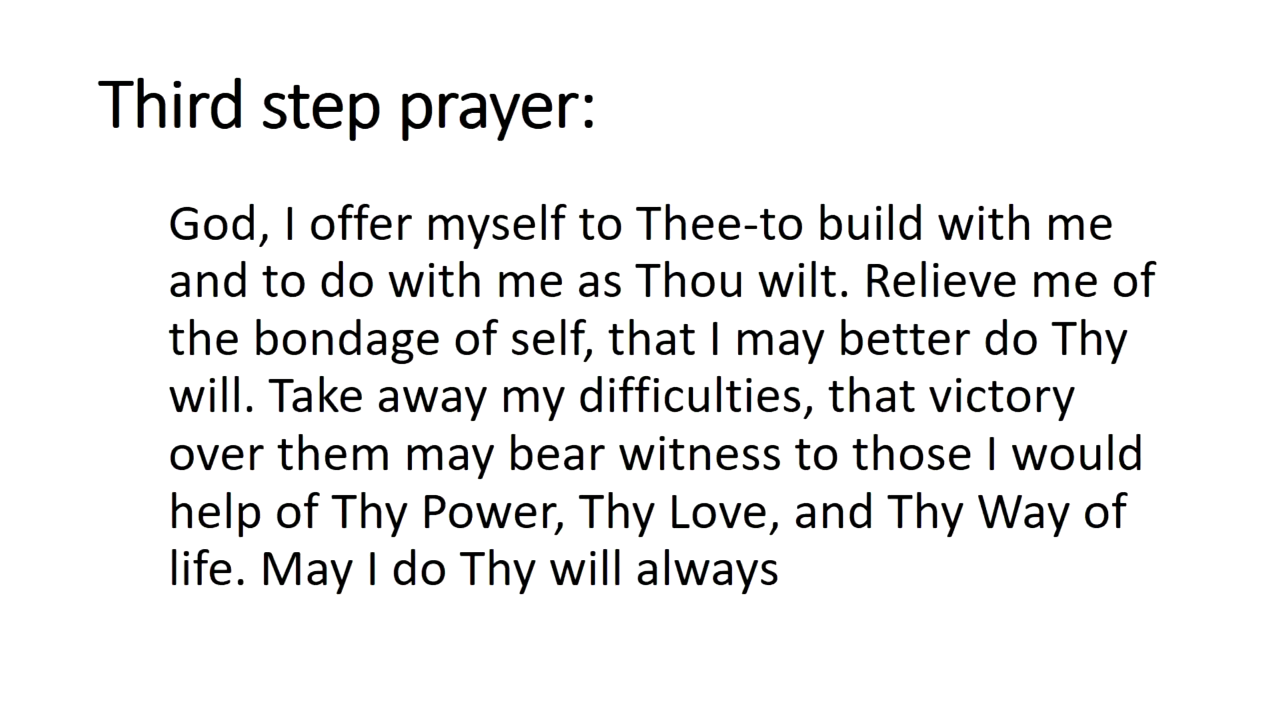 Third step prayer:
God, I offer myself to Thee-to build with me
and to do with me as Thou wilt. Relieve me of
the bondage of self, that I may better do Thy
will. Take away my difficulties, that victory
over them may bear witness to those I would
help of Thy Power, Thy Love, and Thy Way of
life. May I do Thy will always